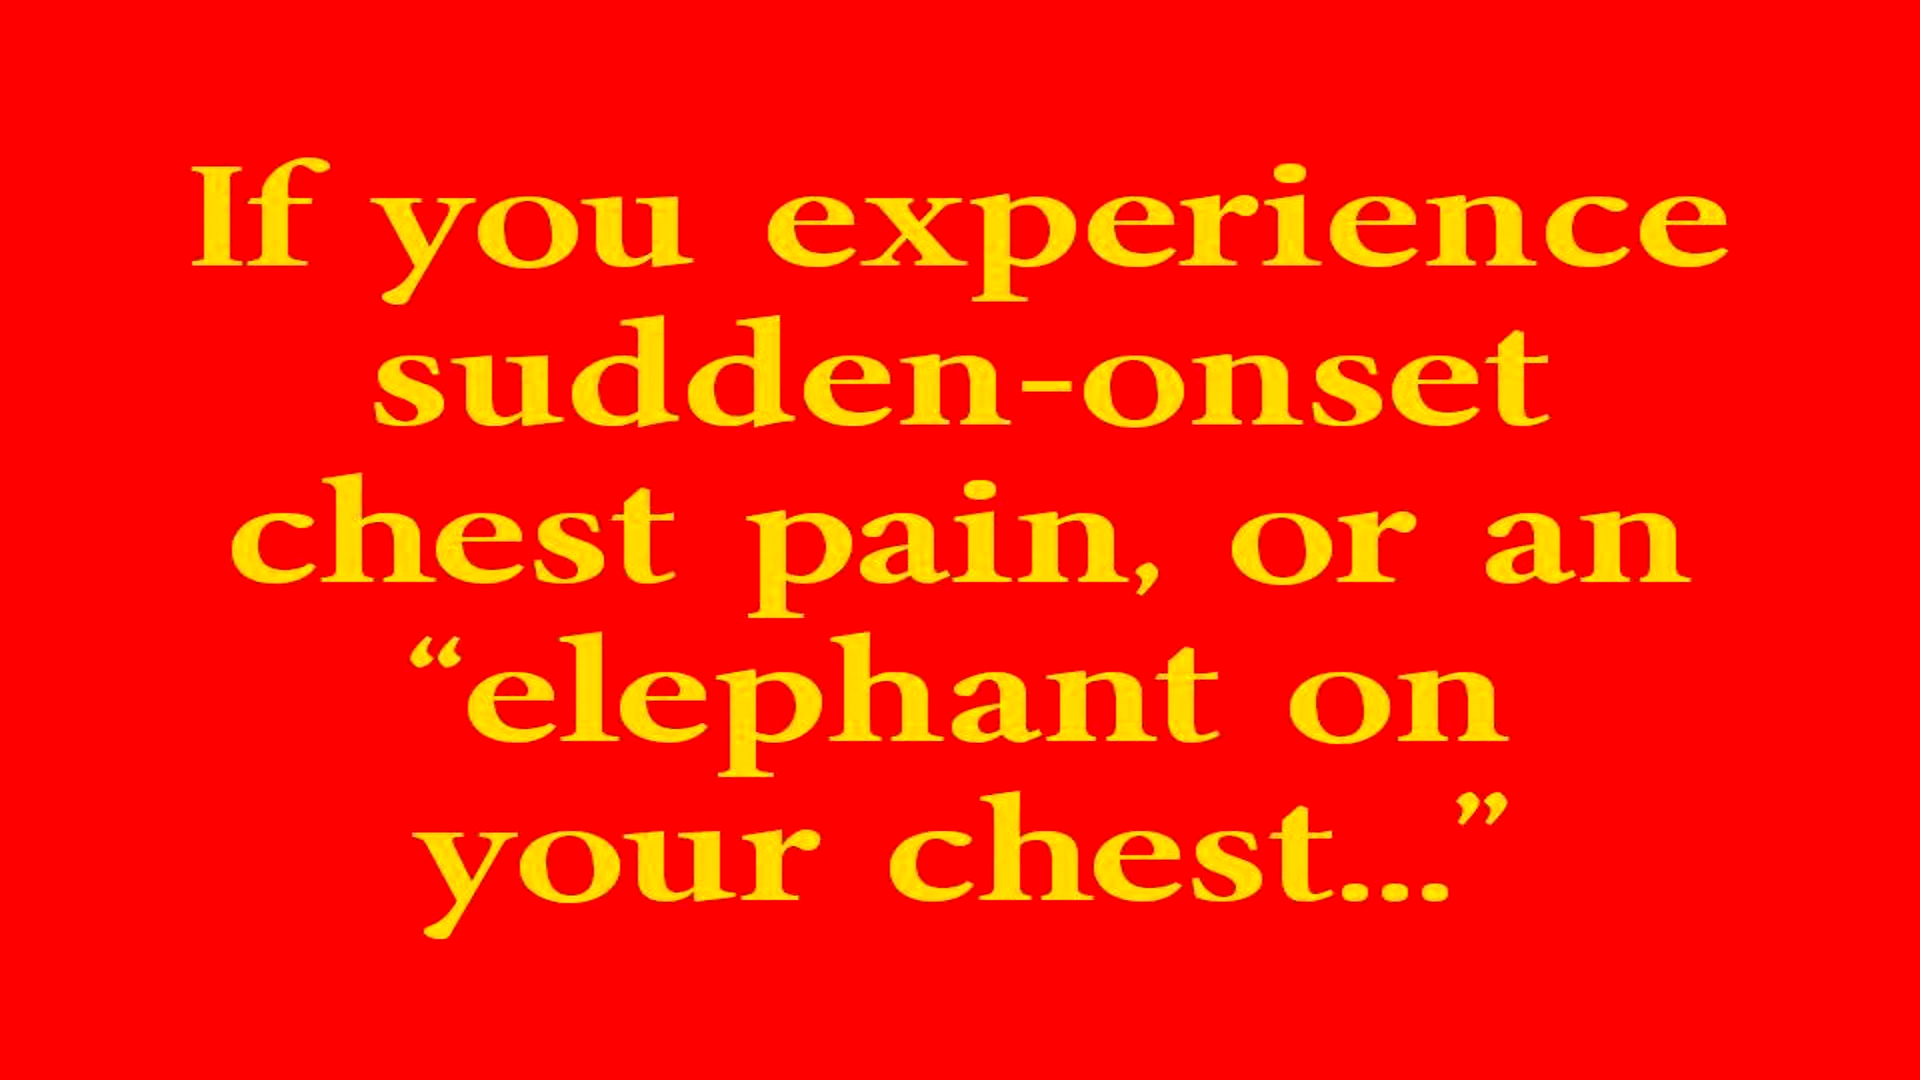 If you experience
sudden-onset
chest pain, or an
“elephant on
your chest...”